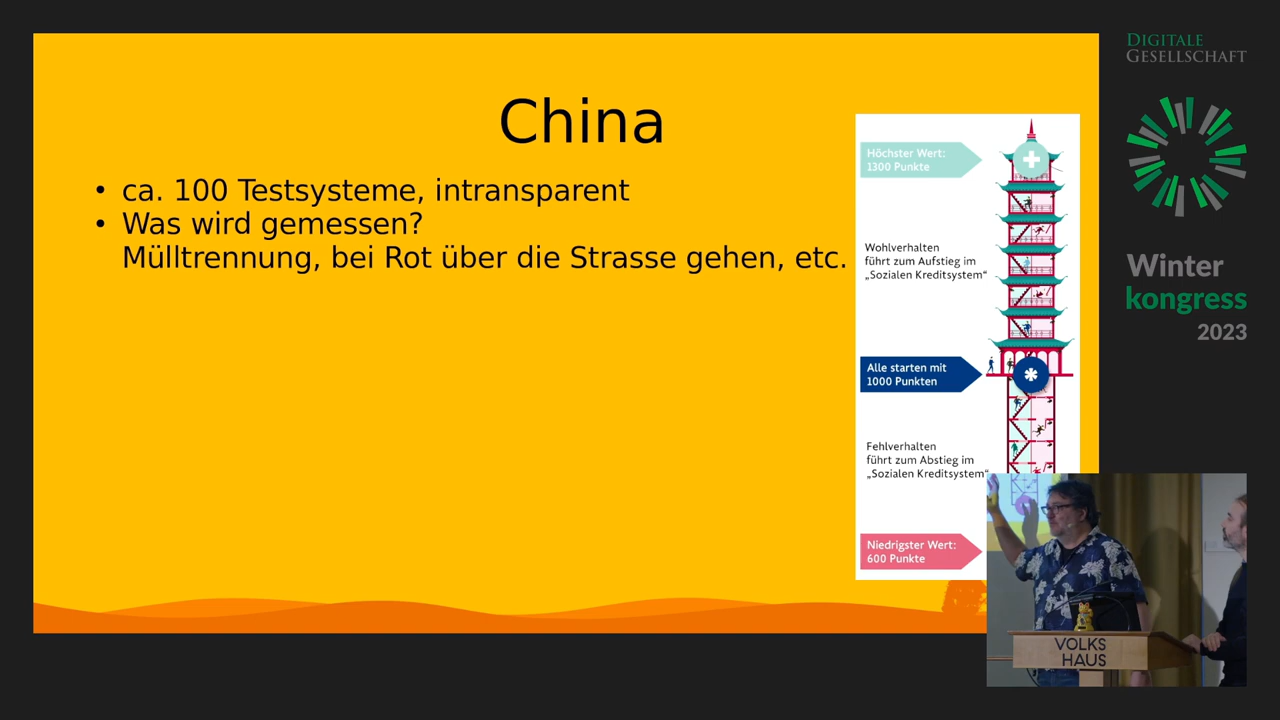 China
• ca. 100 Testsysteme, intransparent
• Was wird gemessen?
Mülltrennung, bei Rot über die Strasse gehen, etc.
Höchster Wert:
1300 Punkte
Wohlverhalten
führt zum Aufstieg im
„Sozialen Kreditsystem“
Alle starten mit
1000 Punkten
Fehlverhalten
führt zum Abstieg im
„Sozialen Kreditsystem“
Niedrigster Wert:
600 Punkte
DIGITALE
GESELLSCHAFT
Winter
kongress
2023
VOLKS
HAUS